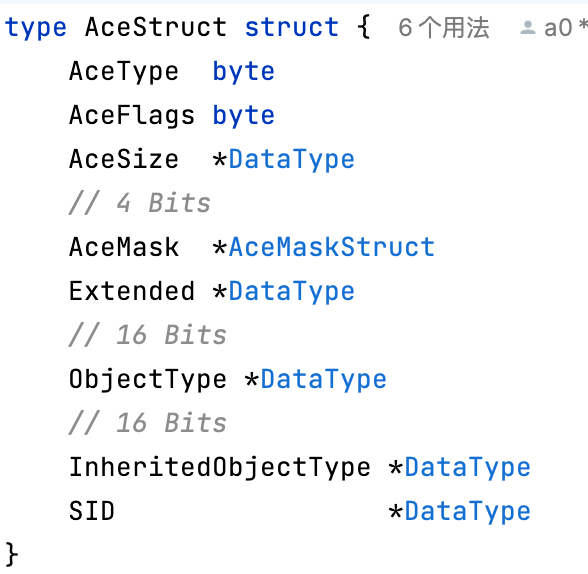 type AceStruct struct { 6个用法 a0 *
AceType byte
AceFlags byte
AceSize *DataType
// 4 Bits
AceMask *AceMaskStruct
Extended *DataType
// 16 Bits
ObjectType *DataType
// 16 Bits
InheritedObjectType *DataType
SID *DataType
}